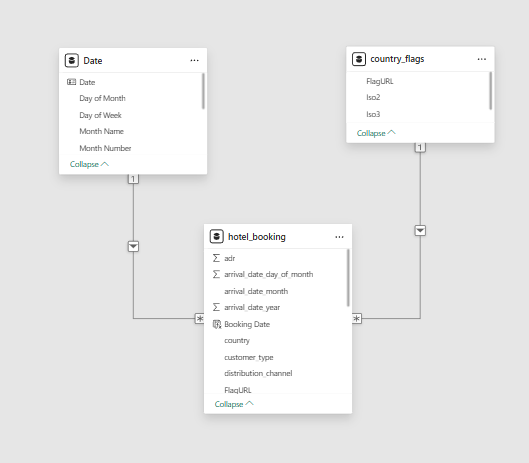 Date
Date
Day of Month
Day of Week
Month Name
Month Number
Collapse
country_flags
FlagURL
Iso2
Iso3
Collapse
1
1
hotel_booking
adr
arrival_date_day_of_month
arrival_date_month
arrival_date_year
Booking Date
country
customer_type
distribution_channel
FlagURL
Collapse